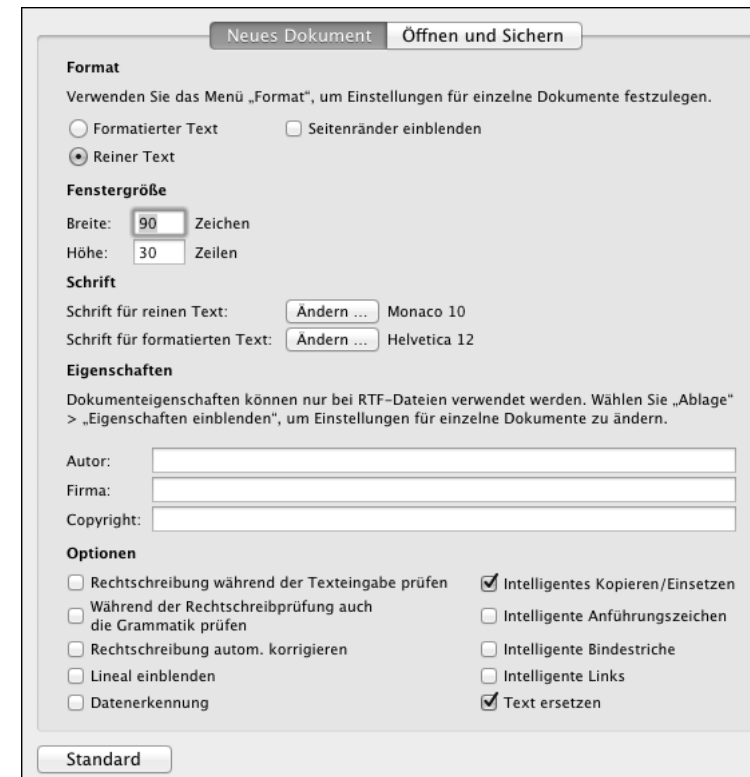 Neues Dokument Öffnen und Sichern
Format
Verwenden Sie das Menü „Format“, um Einstellungen für einzelne Dokumente festzulegen.
Formatierter Text Seitenränder einblenden
Reiner Text
Fenstergröße
Breite: 90 Zeichen
Höhe: 30 Zeilen
Schrift
Schrift für reinen Text: Ändern ... Monaco 10
Schrift für formatierten Text: Ändern ... Helvetica 12
Eigenschaften
Dokumenteigenschaften können nur bei RTF-Dateien verwendet werden. Wählen Sie „Ablage“
> „Eigenschaften einblenden“, um Einstellungen für einzelne Dokumente zu ändern.
Autor:
Firma:
Copyright:
Optionen
Rechtschreibung während der Texteingabe prüfen Intelligentes Kopieren/Einsetzen
Während der Rechtschreibprüfung auch
die Grammatik prüfen Intelligente Anführungszeichen
Rechtschreibung autom. korrigieren Intelligente Bindestriche
Lineal einblenden Intelligente Links
Datenerkennung Text ersetzen
Standard